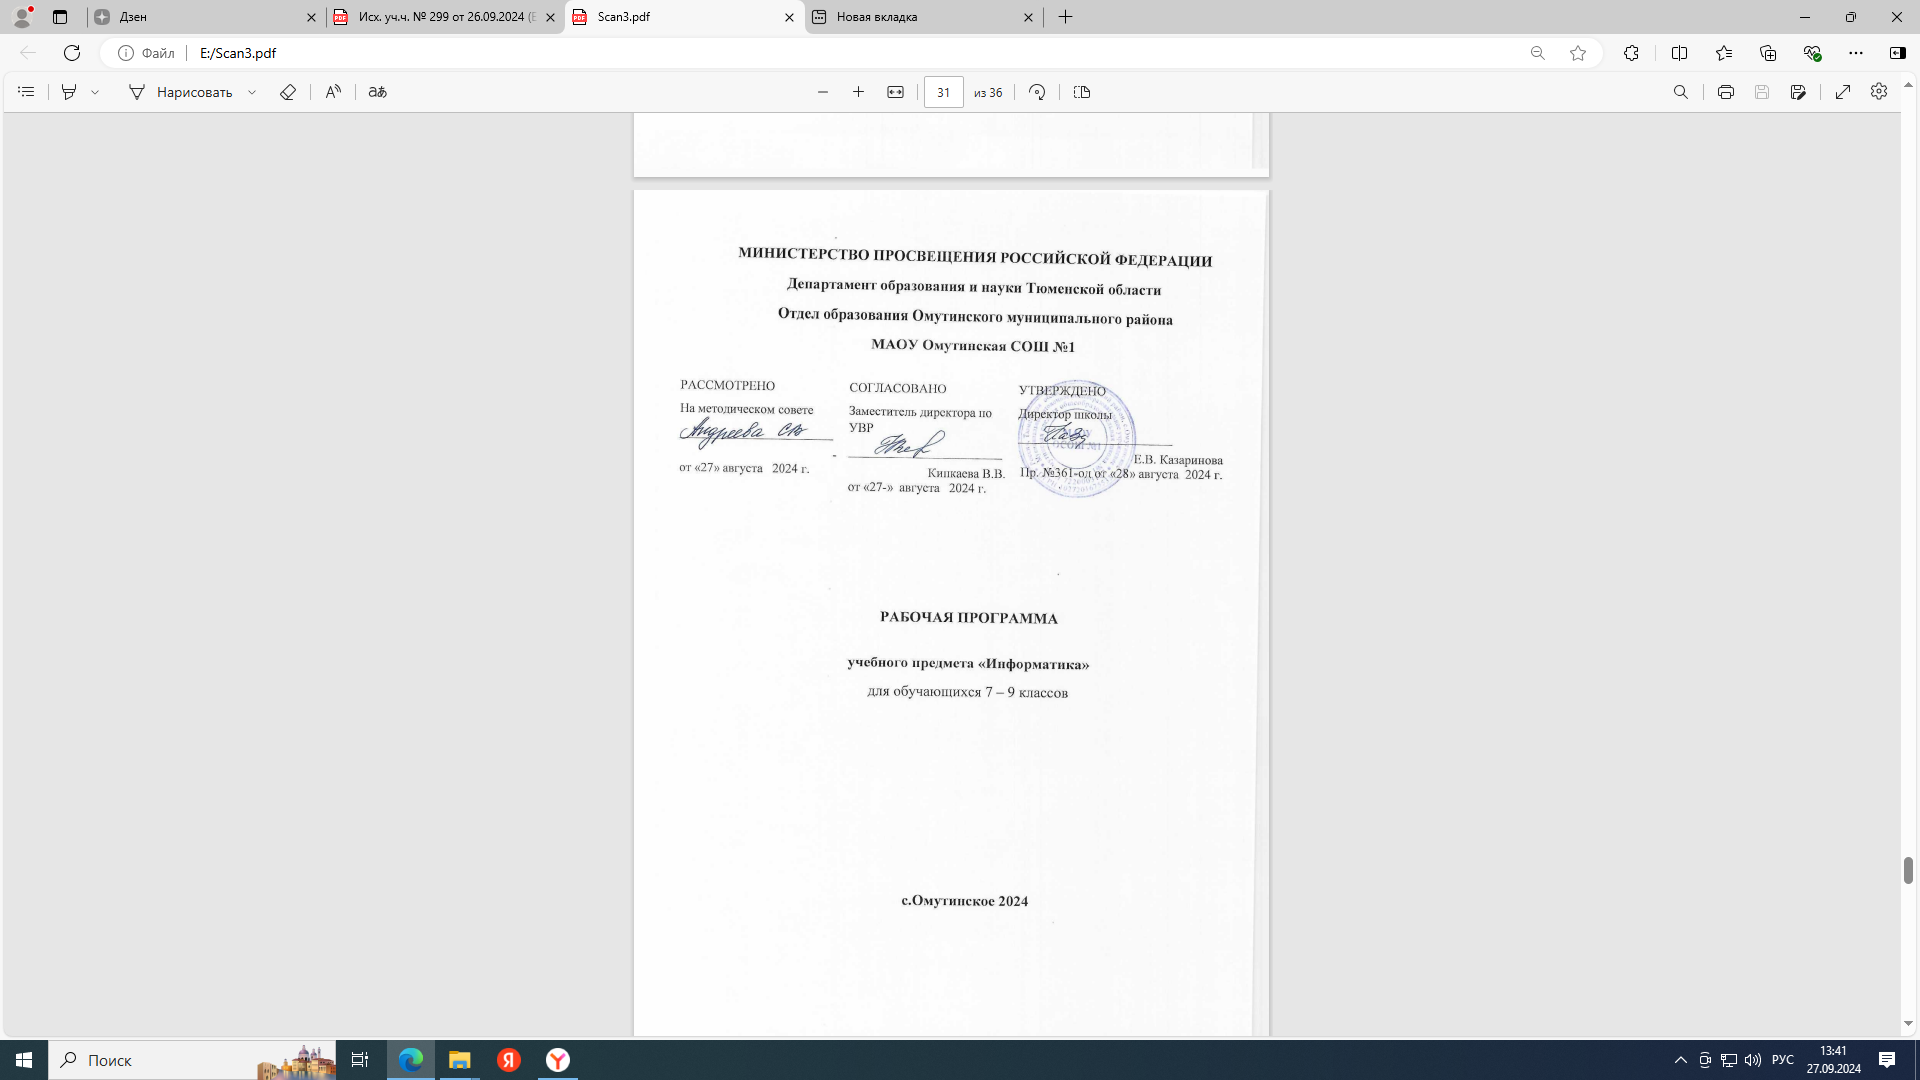 Дзен
Исх. уч.ч. № 299 от 26.09.2024 (Е
Scan3.pdf
Новая вкладка
Файл
E:/Scan3.pdf
Нарисовать
31
из 36
МИНИСТЕРСТВО ПРОСВЕЩЕНИЯ РОССИЙСКОЙ ФЕДЕРАЦИИ
Департамент образования и науки Тюменской области
Отдел образования Омутинского муниципального района
МАОУ Омутинская СОШ №1
РАССМОТРЕНО
На методическом совете
Андреева СЮ
от «27» августа 2024 г.
СОГЛАСОВАНО
Заместитель директора по
УВР
Кипкаева В.В.
от «27-» августа 2024 г.
УТВЕРЖДЕНО
Директор школы
Е.В. Казаринова
Пр. №361-од от «28» августа 2024 г.
РАБОЧАЯ ПРОГРАММА
учебного предмета «Информатика»
для обучающихся 7 – 9 классов
с.Омутинское 2024
Поиск
РУС
13:41
27.09.2024